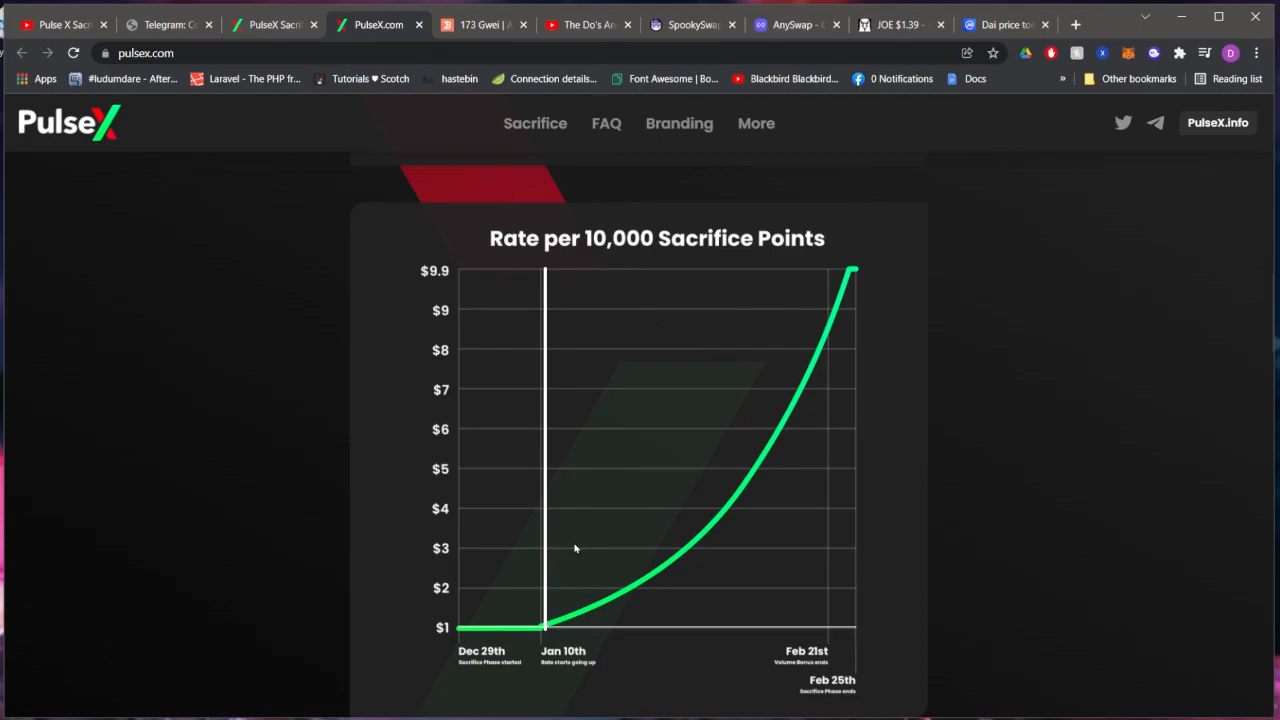 Pulse X Sacri
Telegram: Co
PulseX Sacrif
PulseX.com
173 Gwei | A
The Do's An
SpookySwap
AnySwap - C
JOE $1.39 -
Dai price to
pulsex.com
D
Apps
#ludumdare - After...
Laravel - The PHP fr...
Tutorials ♥ Scotch
hastebin
Connection details...
Font Awesome | Bo...
Blackbird Blackbird...
0 Notifications
Docs
»
Other bookmarks
Reading list
PulseX
Sacrifice
FAQ
Branding
More
PulseX.info
Rate per 10,000 Sacrifice Points
$9.9
$9
$8
$7
$6
$5
$4
$3
$2
$1
Dec 29th
Sacrifice Phase started
Jan 10th
Rate starts going up
Feb 21st
Volume Bonus ends
Feb 25th
Sacrifice Phase ends